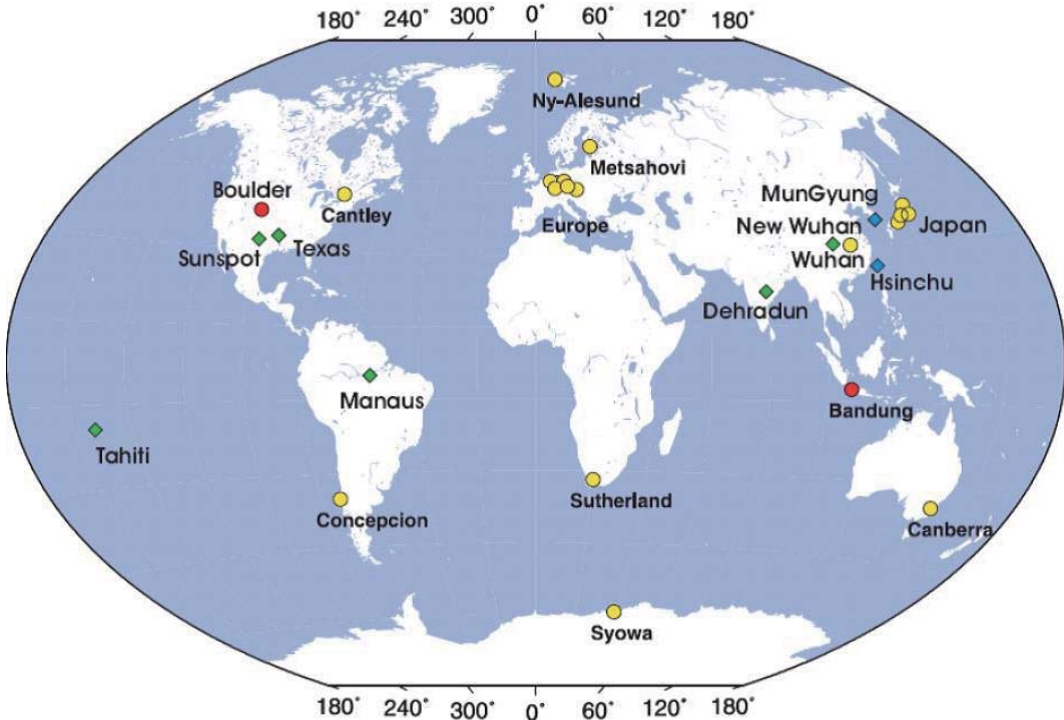 180° 240° 300° 0° 60° 120° 180°
Ny-Alesund
Metsahovi
Boulder
MunGyung
Cantley
Europe
New Wuhan
Japan
Sunspot
Texas
Wuhan
Hsinchu
Dehradun
Manaus
Bandung
Tahiti
Sutherland
Concepcion
Canberra
Syowa
180° 240° 300° 0° 60° 120° 180°